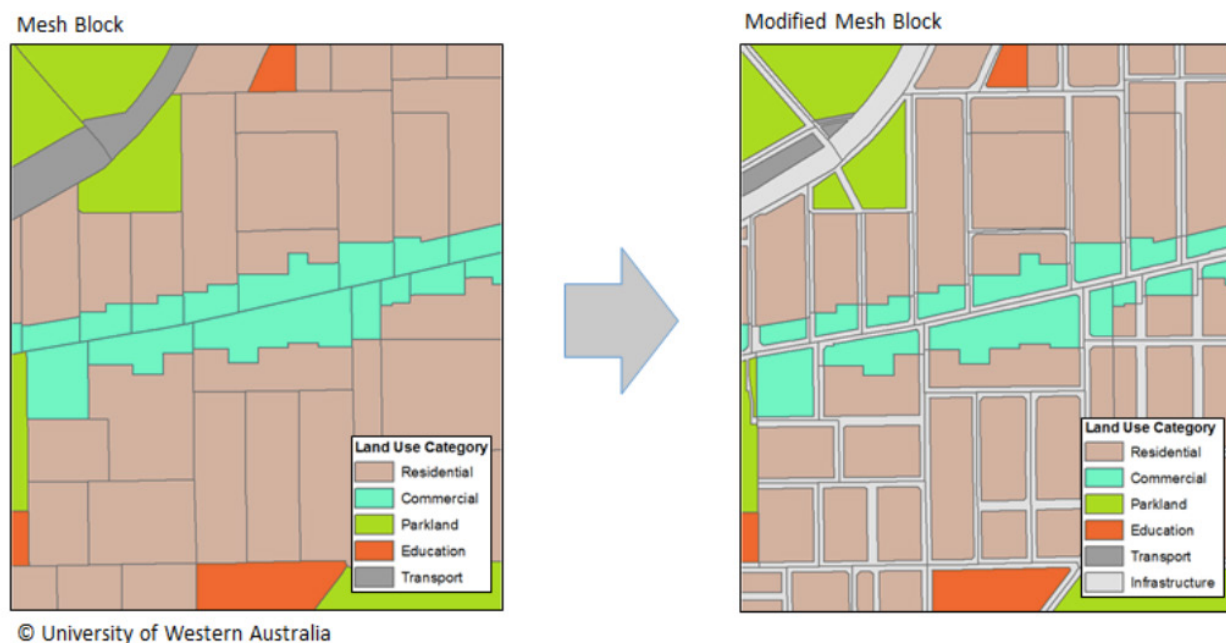 Mesh Block
Modified Mesh Block
Land Use Category
Residential
Commercial
Parkland
Education
Transport
Land Use Category
Residential
Commercial
Parkland
Education
Transport
Infrastructure
© University of Western Australia